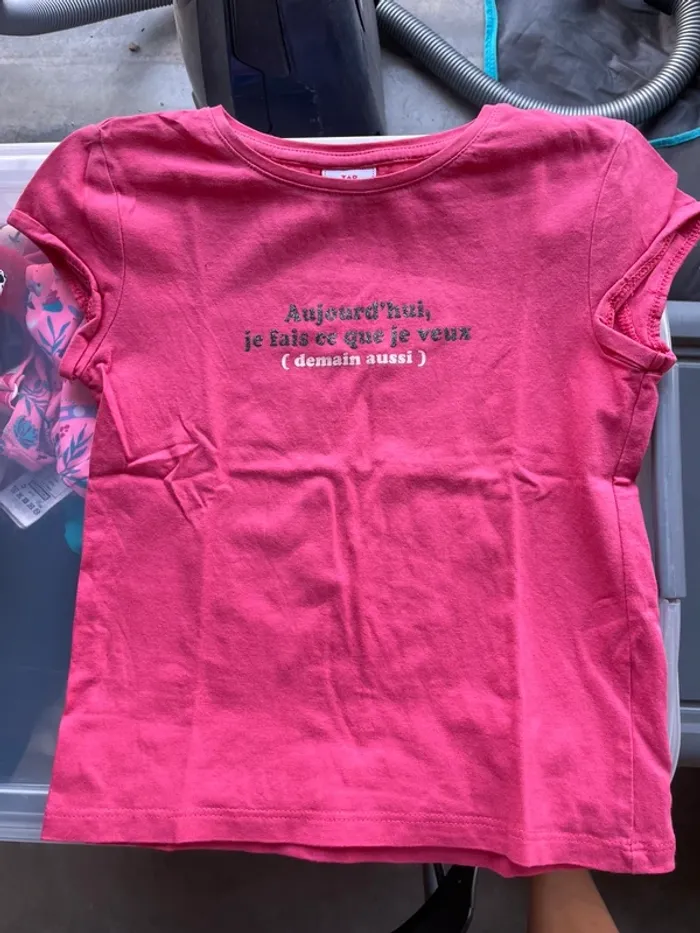 Aujourd'hui,
je fais ce que je veux
( demain aussi )